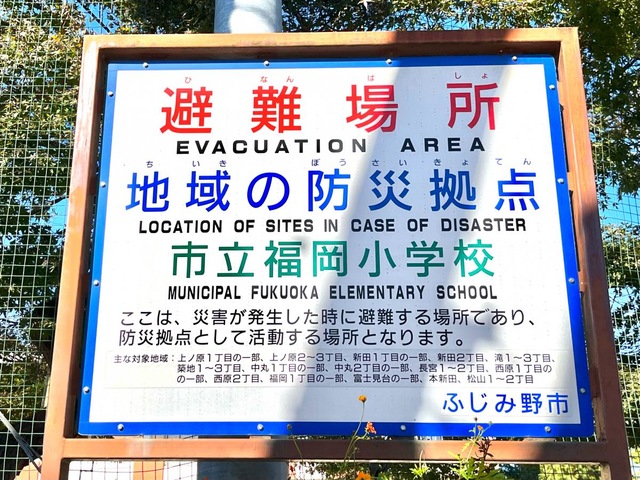 ひなんばしょ
避難場所
EVACUATION AREA
ちいきぼうさいきょてん
地域の防災拠点
LOCATION OF SITES IN CASE OF DISASTER
市立福岡小学校
MUNICIPAL FUKUOKA ELEMENTARY SCHOOL
ここは、災害が発生した時に避難する場所であり、
防災拠点として活動する場所となります。
主な対象地域：上ノ原1丁目の一部、上ノ原2〜3丁目、新田1丁目の一部、新田2丁目、滝1〜3丁目、
築地1〜3丁目、中丸1丁目の一部、中丸2丁目の一部、長宮1〜2丁目、西原1丁目の
の一部、西原2丁目、福岡1丁目の一部、富士見台の一部、本新田、松山1〜2丁目
ふじみ野市